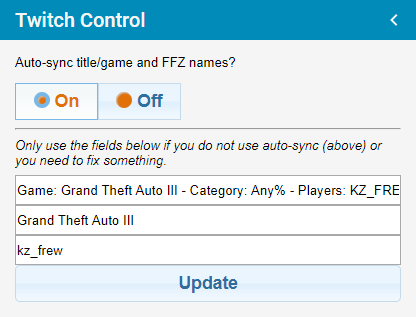 Twitch Control
Auto-sync title/game and FFZ names?
On Off
Only use the fields below if you do not use auto-sync (above) or
you need to fix something.
Game: Grand Theft Auto III - Category: Any% - Players: KZ_FRE
Grand Theft Auto III
kz_frew
Update